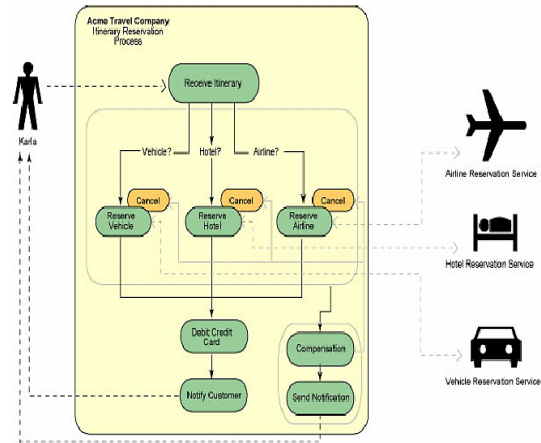 Acme Travel Company
Itinerary Reservation
Process
Receive Itinerary
Karla
Vehicle?
Hotel?
Airline?
Cancel
Cancel
Cancel
Reserve
Vehicle
Reserve
Hotel
Reserve
Airline
Airline Reservation Service
Hotel Reservation Service
Debit Credit
Card
Compensation
Notify Customer
Send Notification
Vehicle Reservation Service